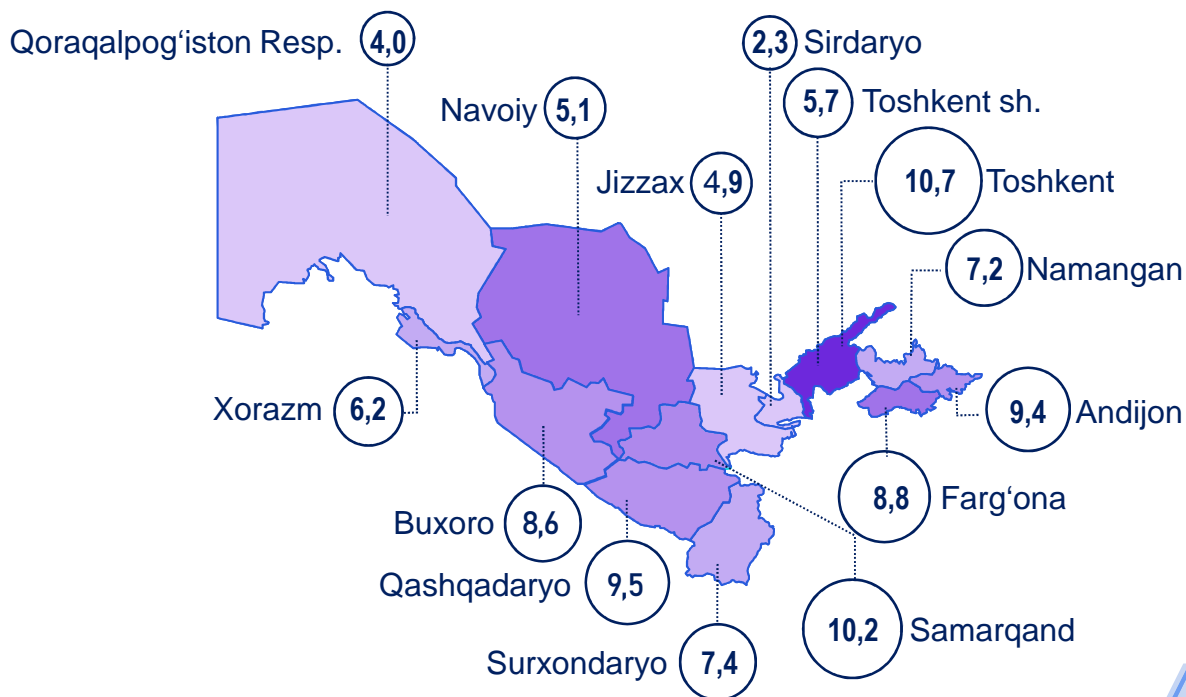 Qoraqalpog‘iston Resp. 4,0
2,3 Sirdaryo
Navoiy 5,1
5,7 Toshkent sh.
Jizzax 4,9
10,7 Toshkent
7,2 Namangan
Xorazm 6,2
9,4 Andijon
Buxoro 8,6
8,8 Farg‘ona
Qashqadaryo 9,5
10,2 Samarqand
Surxondaryo 7,4